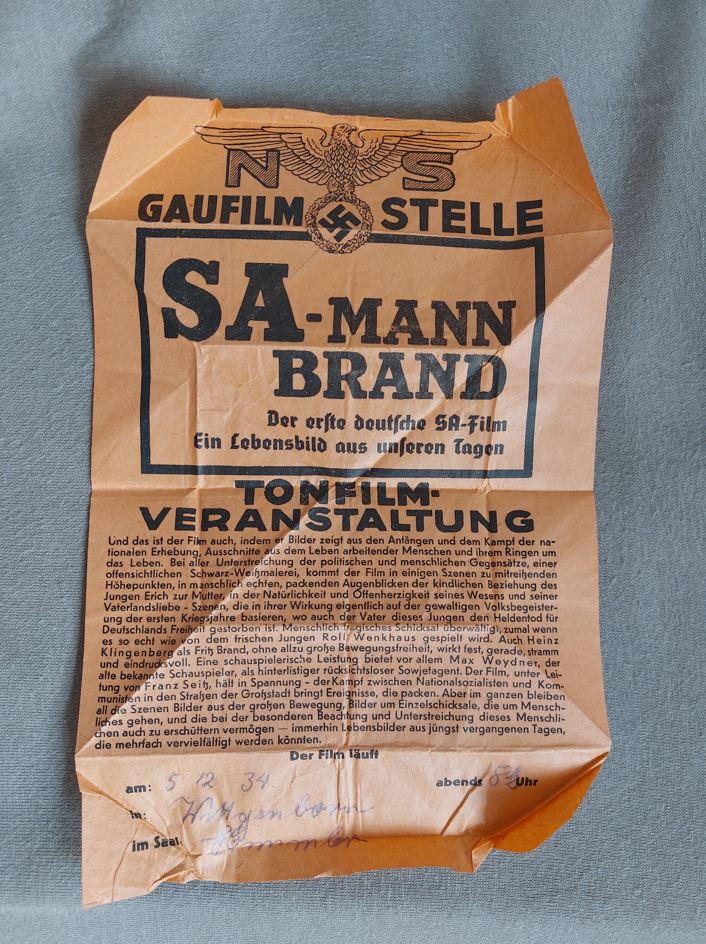 NS
GAUFILM STELLE
SA-MANN
BRAND
Der erste deutsche SA-Film
Ein Lebensbild aus unseren Tagen
TONFILM-
VERANSTALTUNG
Und das ist der Film auch, indem er Bilder zeigt aus den Anfängen und dem Kampf der na-
tionalen Erhebung, Ausschnitte aus dem Leben arbeitender Menschen und ihrem Ringen um
das Leben. Bei aller Unterstreichung der politischen und menschlichen Gegensätze, einer
offensichtlichen Schwarz-Weißmalerei, kommt der Film in einigen Szenen zu mitreißenden
Höhepunkten, in manschlich echten, packenden Augenblicken der kindlichen Beziehung des
Jungen Erich zur Mutter, in der Natürlichkeit und Offenherzigkeit seines Wesens und seiner
Vaterlandsliebe - Szenen, die in ihrer Wirkung eigentlich auf der gewaltigen Volksbegeister-
ung der ersten Kriegsjahre basieren, wo auch der Vater dieses Jungen den Heldentod für
Deutschlands Freiheit gestorben ist. Menschlich tragisches Schicksal überwältigt, zumal wenn
es so echt wie von dem frischen Jungen Rolf Wenkhaus gespielt wird. Auch Heinz
Klingenberg als Fritz Brand, ohne allzu große Bewegungsfreiheit, wirkt fest, gerade, stramm
und eindrucksvoll. Eine schauspielerische Leistung bietet vor allem Max Weydner, der
alte bekannte Schauspieler, als hinterlistiger rücksichtsloser Sowjetagent. Der Film, unter Lei-
tung von Franz Seitz, hält in Spannung - der Kampf zwischen Nationalsozialisten und Kom-
munisten in den Straßen der Großstadt bringt Ereignisse, die packen. Aber im ganzen bleiben
all die Szenen Bilder aus der großen Bewegung, Bilder um Einzelschicksale, die um Mensch-
liches gehen, und die bei der besonderen Beachtung und Unterstreichung dieses Menschli-
chen auch zu erschüttern vermögen — immerhin Lebensbilder aus jüngst vergangenen Tagen,
die mehrfach vervielfältigt werden könnten.
Der Film läuft
am: 5 12 34. abends 8½ Uhr
in: Wittgenborn
im Saal: